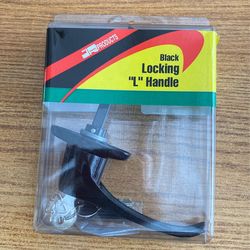 PRODUCTS
Black
Locking
"L" Handle